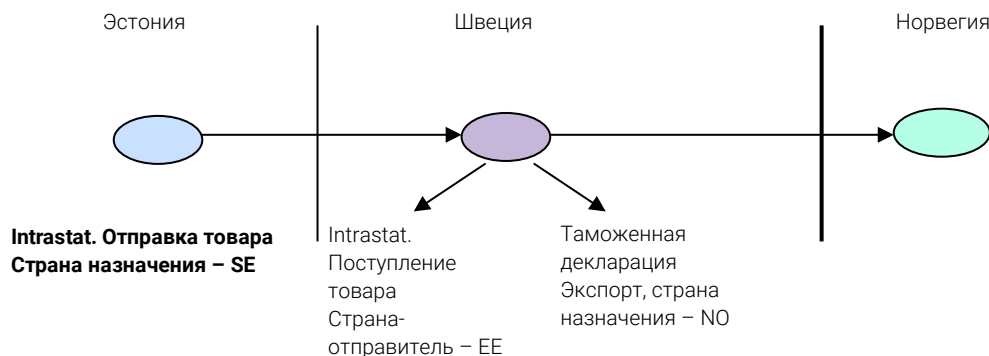 Эстония
Швеция
Норвегия
Intrastat. Отправка товара
Страна назначения – SE
Intrastat.
Поступление
товара
Страна-
отправитель – EE
Таможенная
декларация
Экспорт, страна
назначения – NO